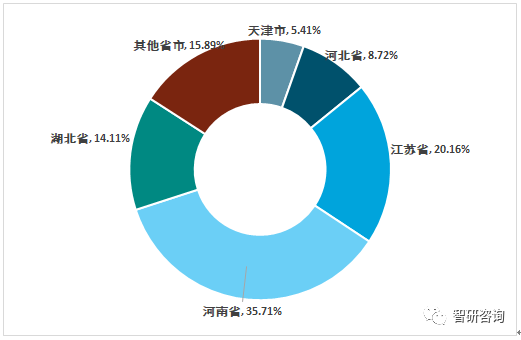 天津市, 5.41%
其他省市, 15.89%
河北省, 8.72%
湖北省, 14.11%
江苏省, 20.16%
河南省, 35.71%
智研咨询